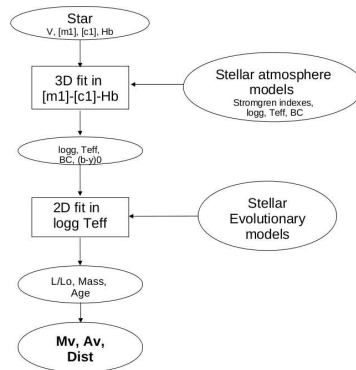 Star
V, [m1], [c1], Hb
3D fit in
[m1]-[c1]-Hb
Stellar atmosphere
models
Stromgren indexes,
logg, Teff, BC
logg, Teff,
BC, (b-y)0
2D fit in
logg Teff
Stellar
Evolutionary
models
L/Lo, Mass,
Age
Mv, Av,
Dist